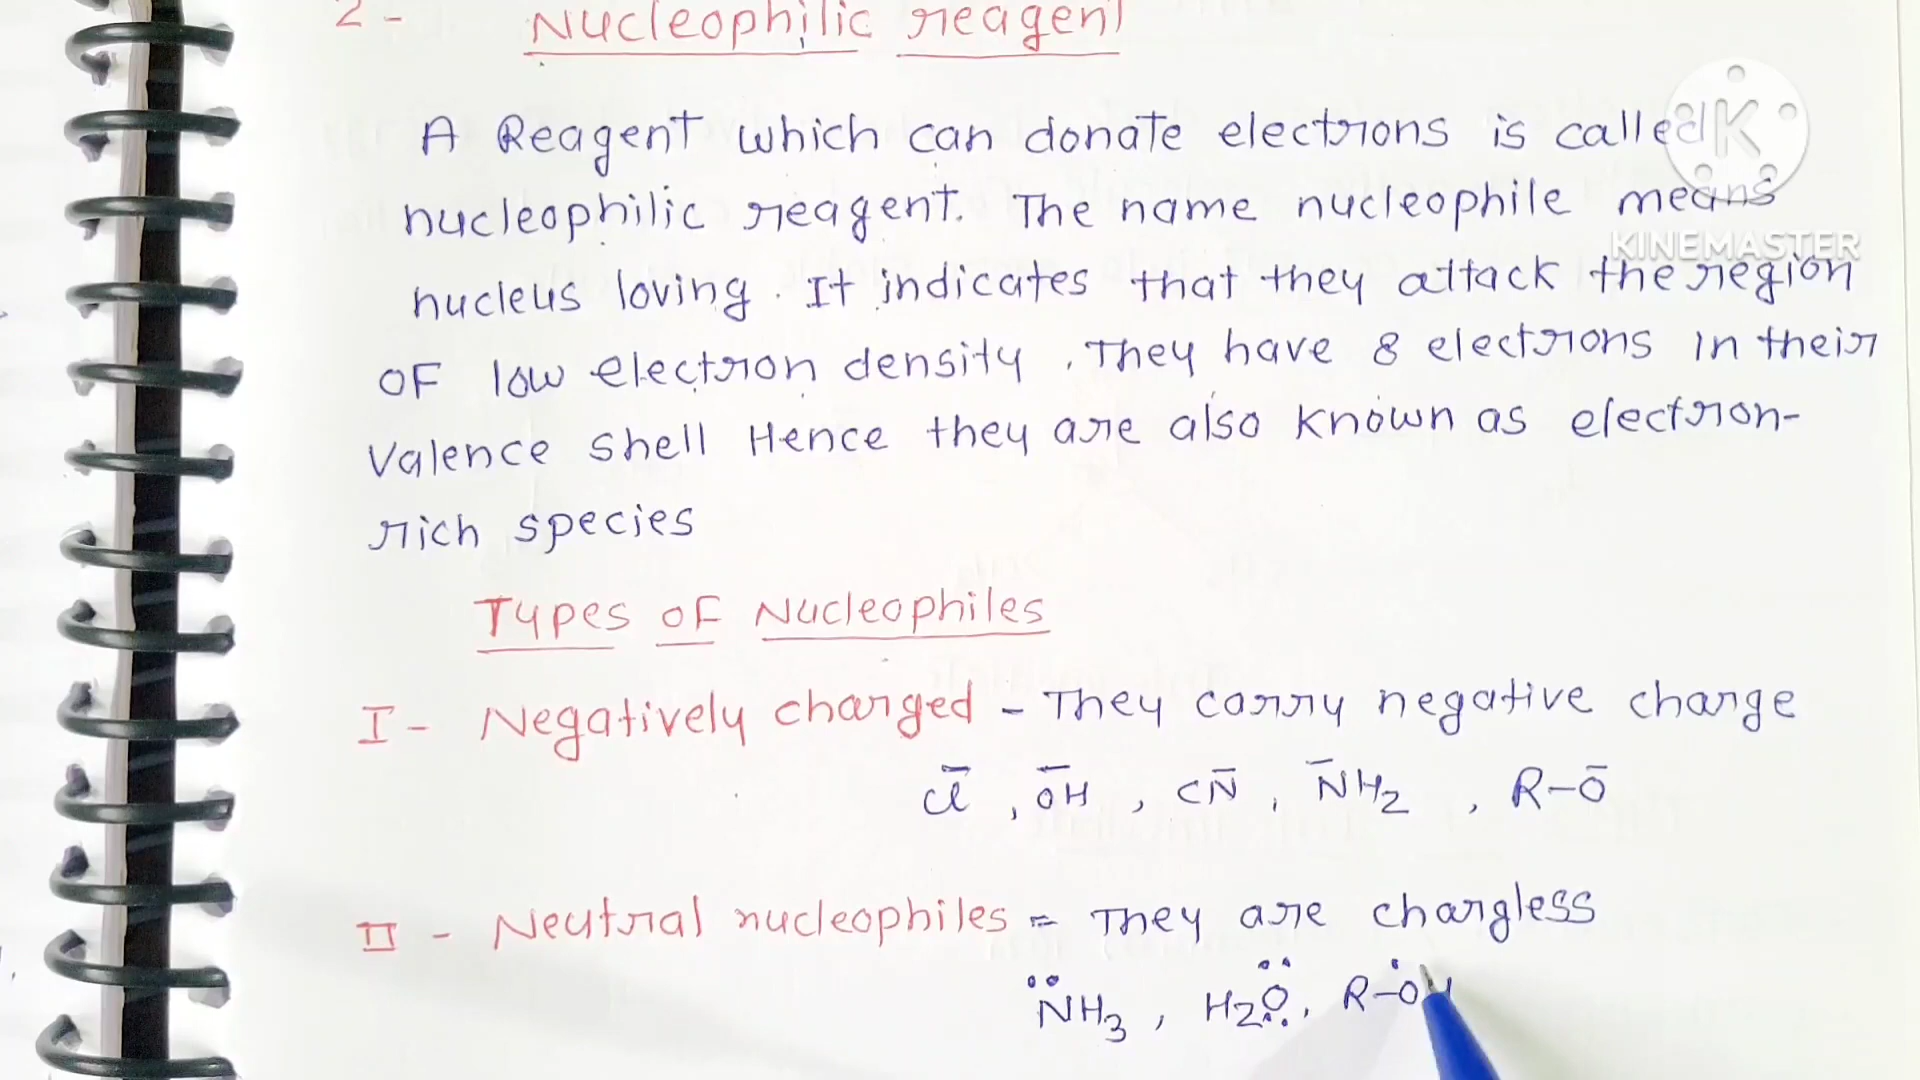 2 - Nucleophilic reagent
A Reagent which can donate electrons is called
nucleophilic reagent. The name nucleophile means
KINEMASTER
nucleus loving. It indicates that they attack the region
OF low electron density. They have 8 electrons in their
Valence shell Hence they are also known as electron-
rich species
Types of Nucleophiles
I - Negatively charged - They carry negative charge
Cl̄ , ŌH , CN̄ , N̄H2 , R-Ō
II - Neutral nucleophiles = They are chargless
N̈H3 , H2Ö, R-OH